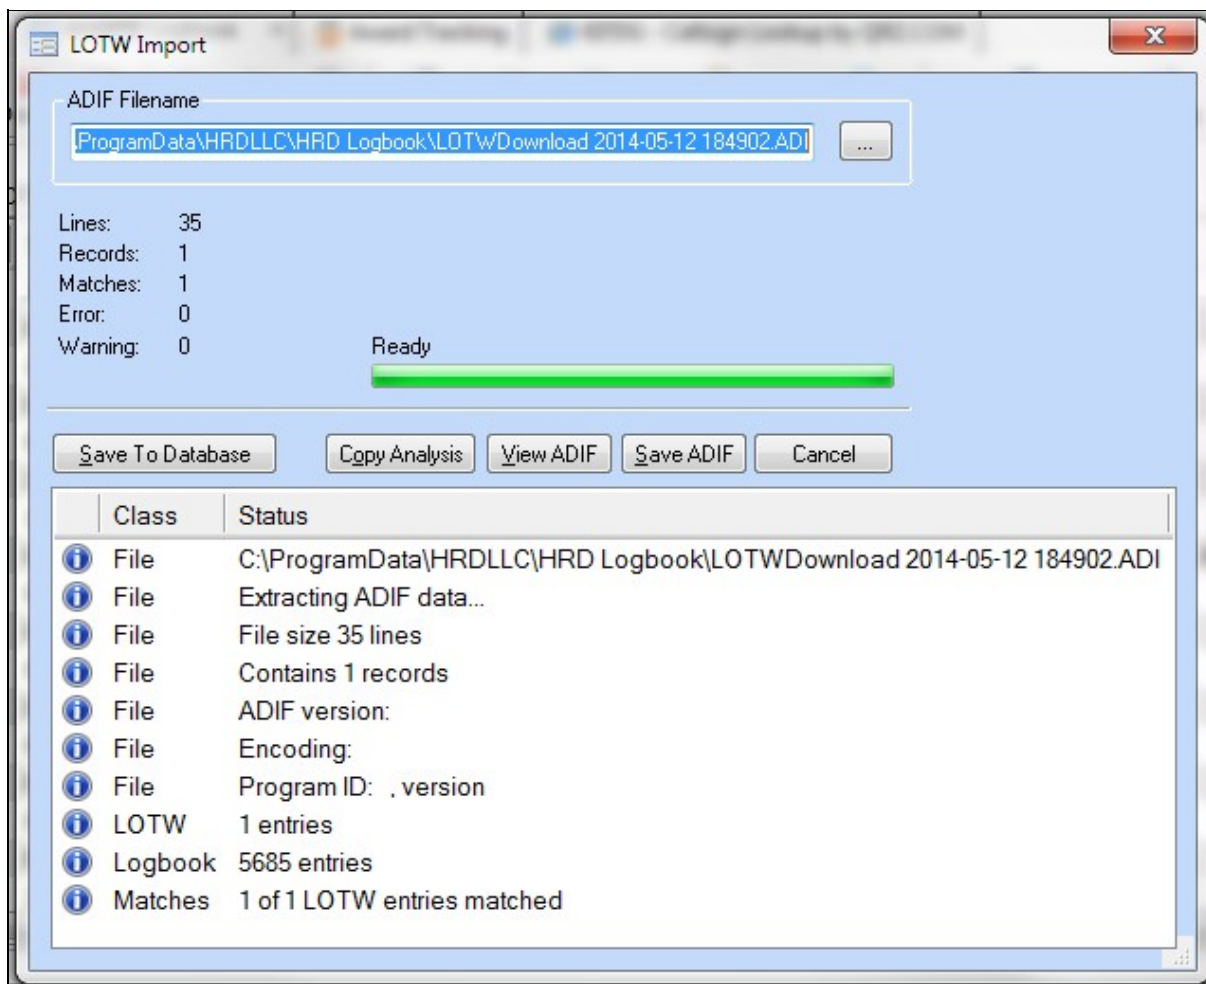 LOTW Import
ADIF Filename
.ProgramData\HRDLLC\HRD Logbook\LOTWDownload 2014-05-12 184902.ADI
...
Lines: 35
Records: 1
Matches: 1
Error: 0
Warning: 0 Ready
Save To Database Copy Analysis View ADIF Save ADIF Cancel
Class Status
File C:\ProgramData\HRDLLC\HRD Logbook\LOTWDownload 2014-05-12 184902.ADI
File Extracting ADIF data...
File File size 35 lines
File Contains 1 records
File ADIF version:
File Encoding:
File Program ID: , version
LOTW 1 entries
Logbook 5685 entries
Matches 1 of 1 LOTW entries matched